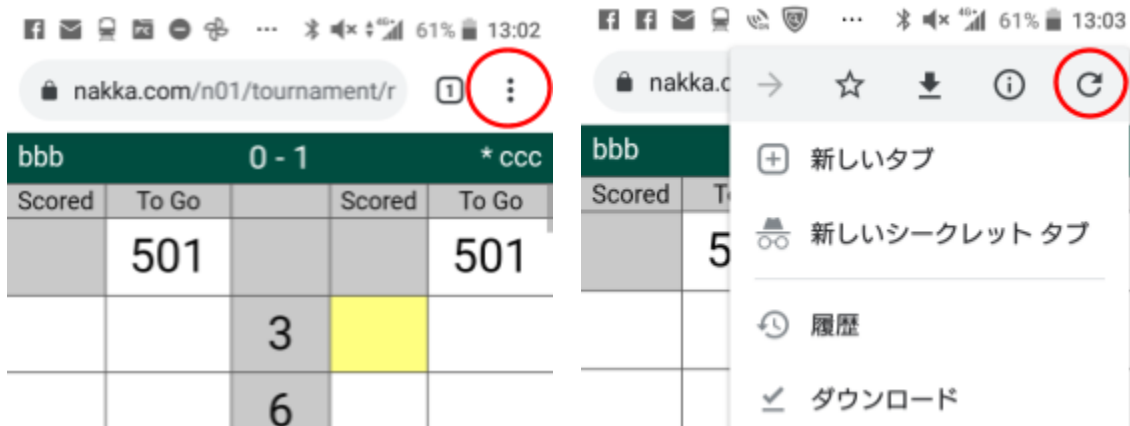 61% 13:02
nakka.com/n01/tournament/r 1
bbb 0 - 1 * ccc
Scored To Go Scored To Go
501 501
3
6
61% 13:03
nakka.c
bbb
Scored T
5
新しいタブ
新しいシークレット タブ
履歴
ダウンロード